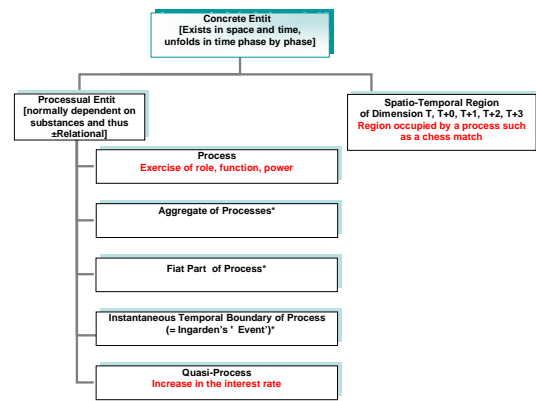 Concrete Entit
[Exists in space and time,
unfolds in time phase by phase]
Processual Entit
[normally dependent on
substances and thus
±Relational]
Spatio-Temporal Region
of Dimension T, T+0, T+1, T+2, T+3
Region occupied by a process such
as a chess match
Process
Exercise of role, function, power
Aggregate of Processes*
Fiat Part of Process*
Instantaneous Temporal Boundary of Process
(= Ingarden's ' Event')*
Quasi-Process
Increase in the interest rate